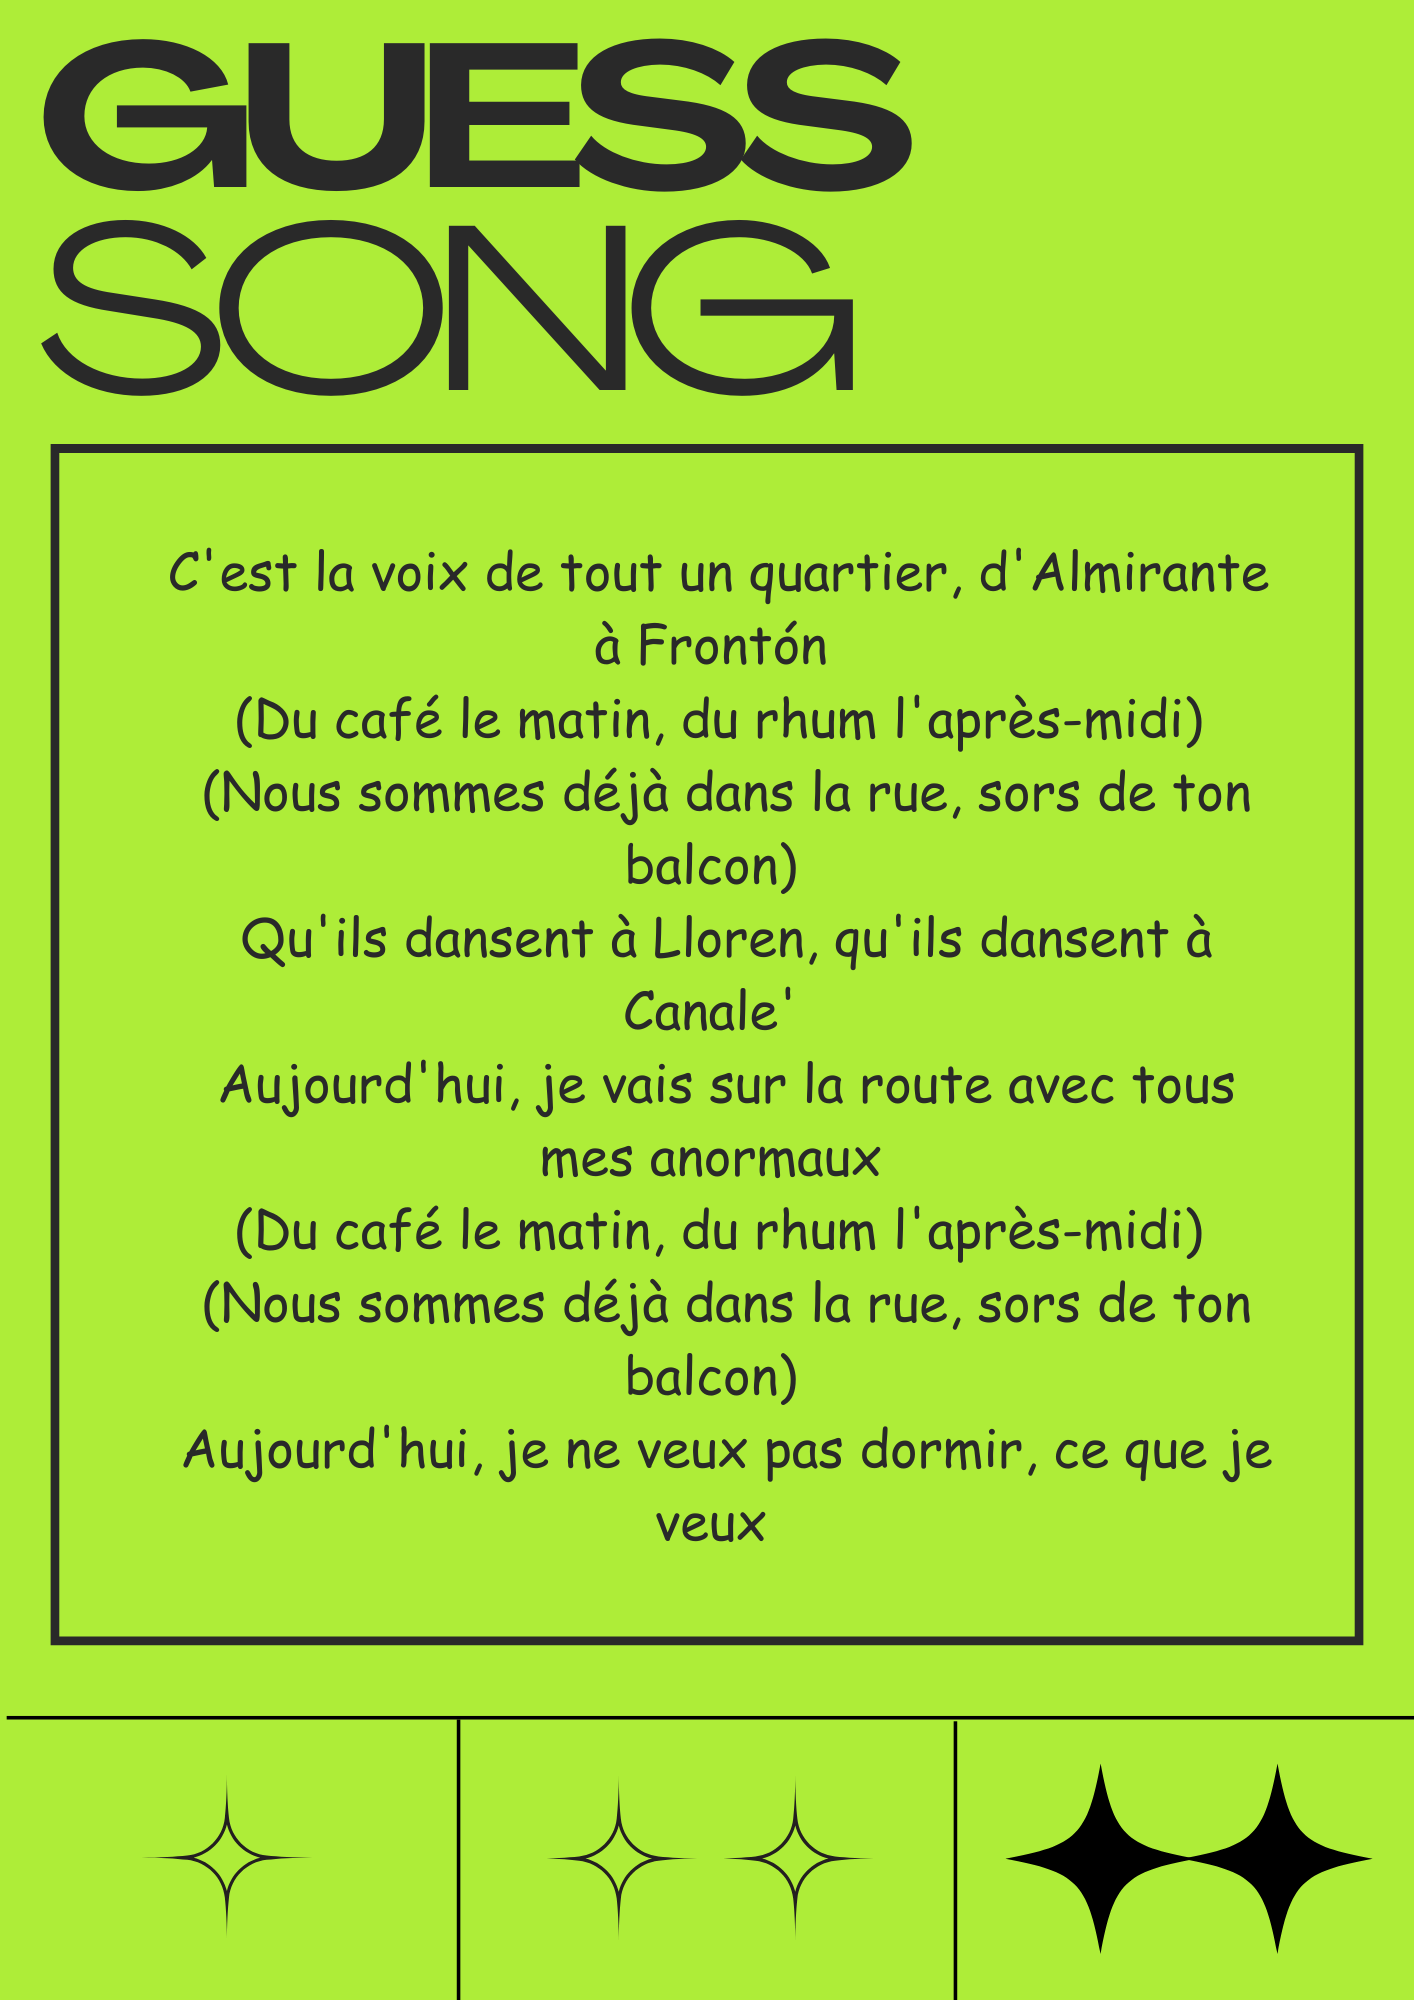 GUESS
SONG
C'est la voix de tout un quartier, d'Almirante
à Frontón
(Du café le matin, du rhum l'après-midi)
(Nous sommes déjà dans la rue, sors de ton
balcon)
Qu'ils dansent à Lloren, qu'ils dansent à
Canale'
Aujourd'hui, je vais sur la route avec tous
mes anormaux
(Du café le matin, du rhum l'après-midi)
(Nous sommes déjà dans la rue, sors de ton
balcon)
Aujourd'hui, je ne veux pas dormir, ce que je
veux